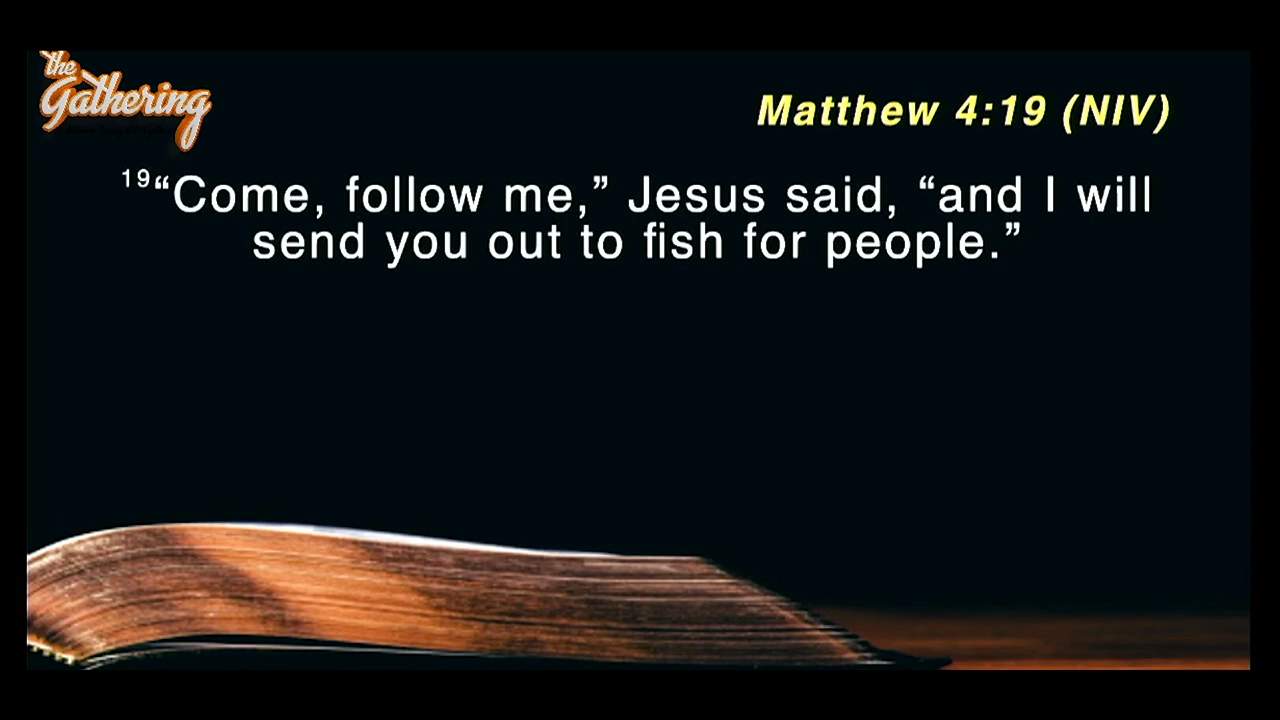 the
Gathering
Matthew 4:19 (NIV)
19“Come, follow me,” Jesus said, “and I will
send you out to fish for people.”